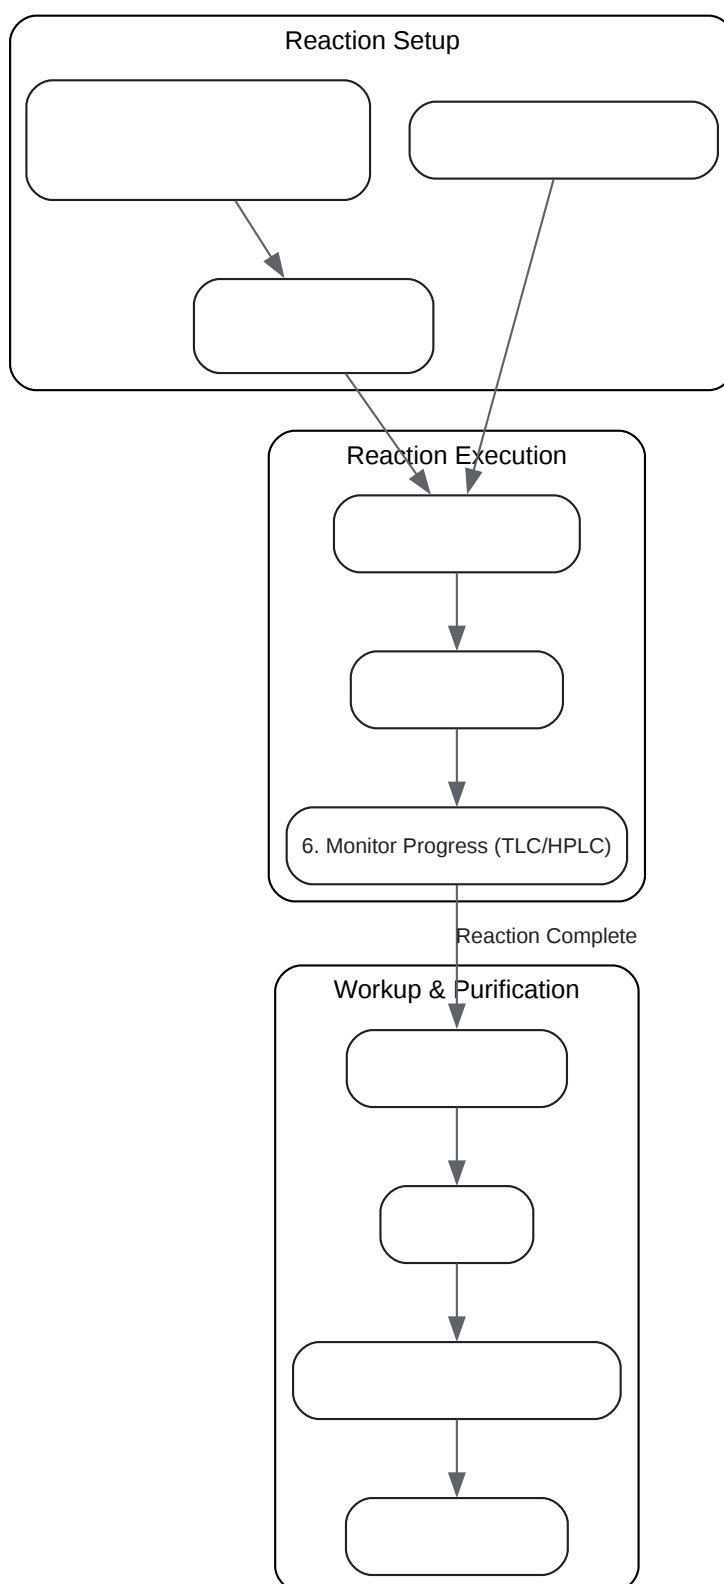 Reaction Setup
Reaction Execution
6. Monitor Progress (TLC/HPLC)
Reaction Complete
Workup & Purification